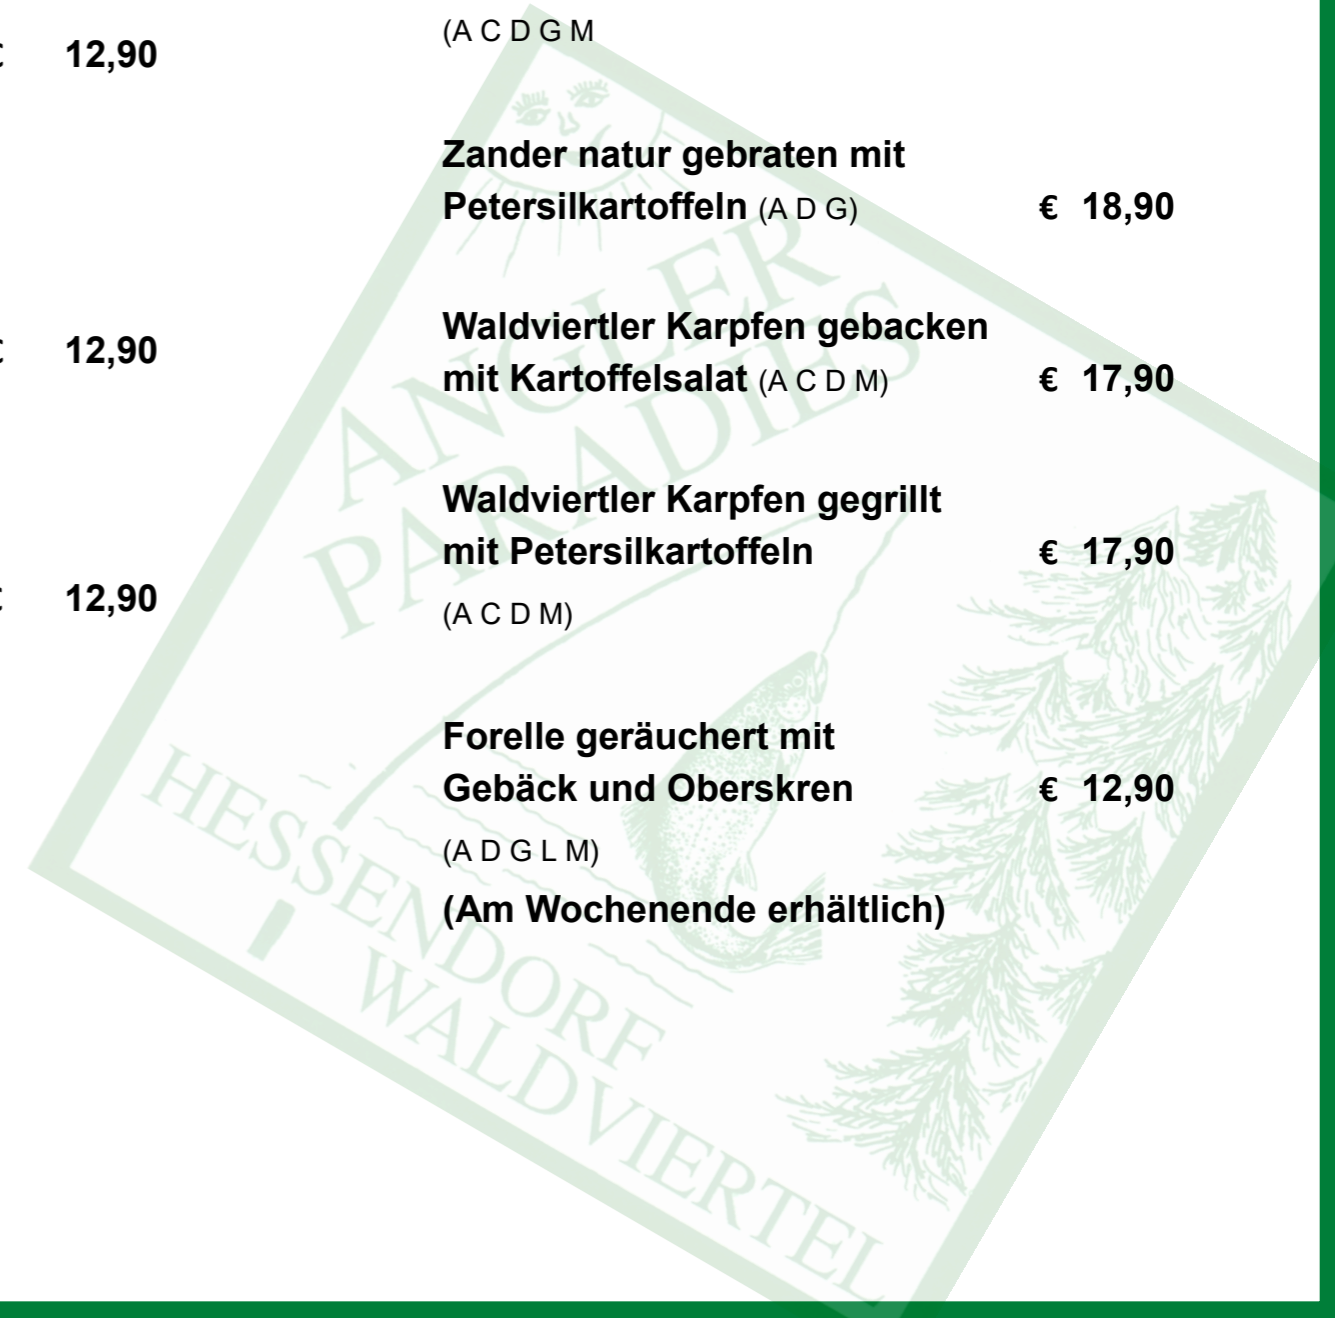 € 12,90
€ 12,90
€ 12,90
(A C D G M
Zander natur gebraten mit
Petersilkartoffeln (A D G) € 18,90
Waldviertler Karpfen gebacken
mit Kartoffelsalat (A C D M) € 17,90
Waldviertler Karpfen gegrillt
mit Petersilkartoffeln € 17,90
(A C D M)
Forelle geräuchert mit
Gebäck und Oberskren € 12,90
(A D G L M)
(Am Wochenende erhältlich)
ANGLER
PARADIES
HESSENDORF
WALDVIERTEL